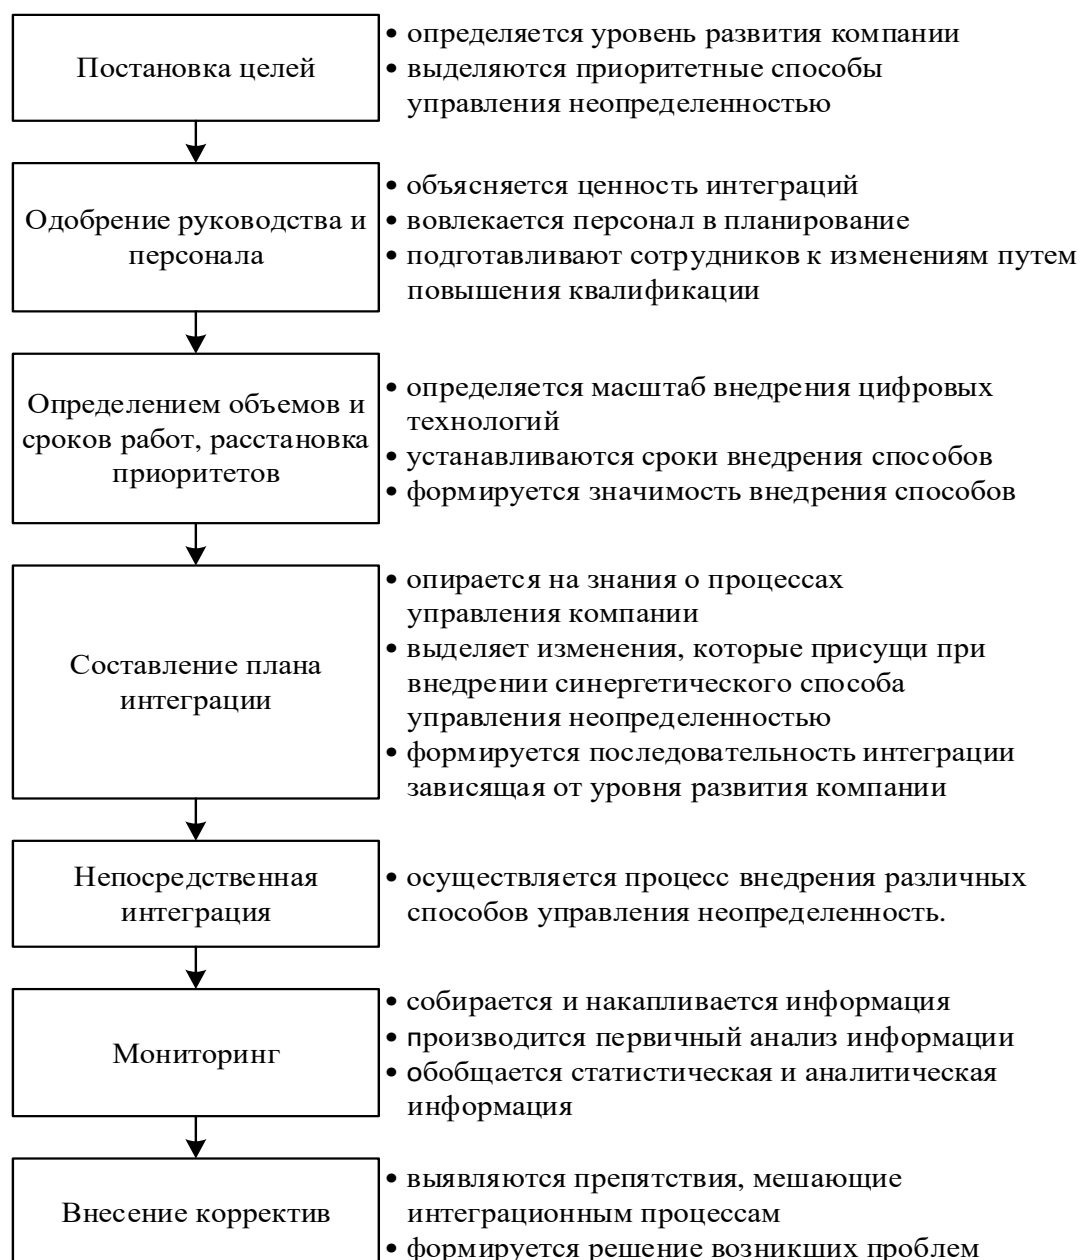 Постановка целей
• определяется уровень развития компании
• выделяются приоритетные способы
управления неопределенностью
Одобрение руководства и
персонала
• объясняется ценность интеграций
• вовлекается персонал в планирование
• подготавливают сотрудников к изменениям путем
повышения квалификации
Определением объемов и
сроков работ, расстановка
приоритетов
• определяется масштаб внедрения цифровых
технологий
• устанавливаются сроки внедрения способов
• формируется значимость внедрения способов
Составление плана
интеграции
• опирается на знания о процессах
управления компании
• выделяет изменения, которые присущи при
внедрении синергетического способа
управления неопределенностью
• формируется последовательность интеграции
зависящая от уровня развития компании
Непосредственная
интеграция
• осуществляется процесс внедрения различных
способов управления неопределенность.
Мониторинг
• собирается и накапливается информация
• производится первичный анализ информации
• обобщается статистическая и аналитическая
информация
Внесение корректив
• выявляются препятствия, мешающие
интеграционным процессам
• формируется решение возникших проблем